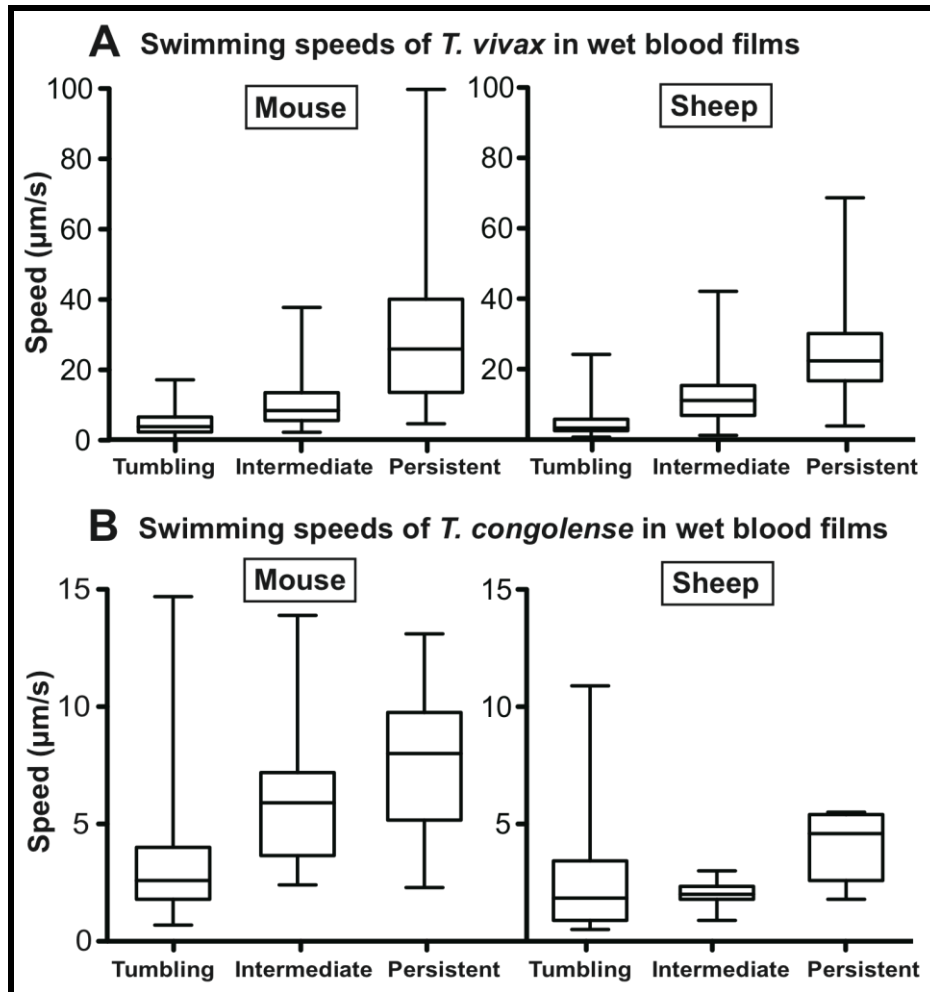 A Swimming speeds of T. vivax in wet blood films
Mouse
Sheep
Speed (µm/s)
100
80
60
40
20
0
100
80
60
40
20
Tumbling Intermediate Persistent
Tumbling Intermediate Persistent
B Swimming speeds of T. congolense in wet blood films
Mouse
Sheep
Speed (µm/s)
15
10
5
0
15
10
5
Tumbling Intermediate Persistent
Tumbling Intermediate Persistent